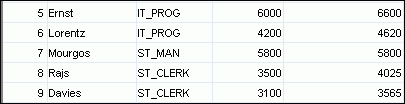 5 Ernst IT_PROG 6000 6600
6 Lorentz IT_PROG 4200 4620
7 Mourgos ST_MAN 5800 5800
8 Rajs ST_CLERK 3500 4025
9 Davies ST_CLERK 3100 3565